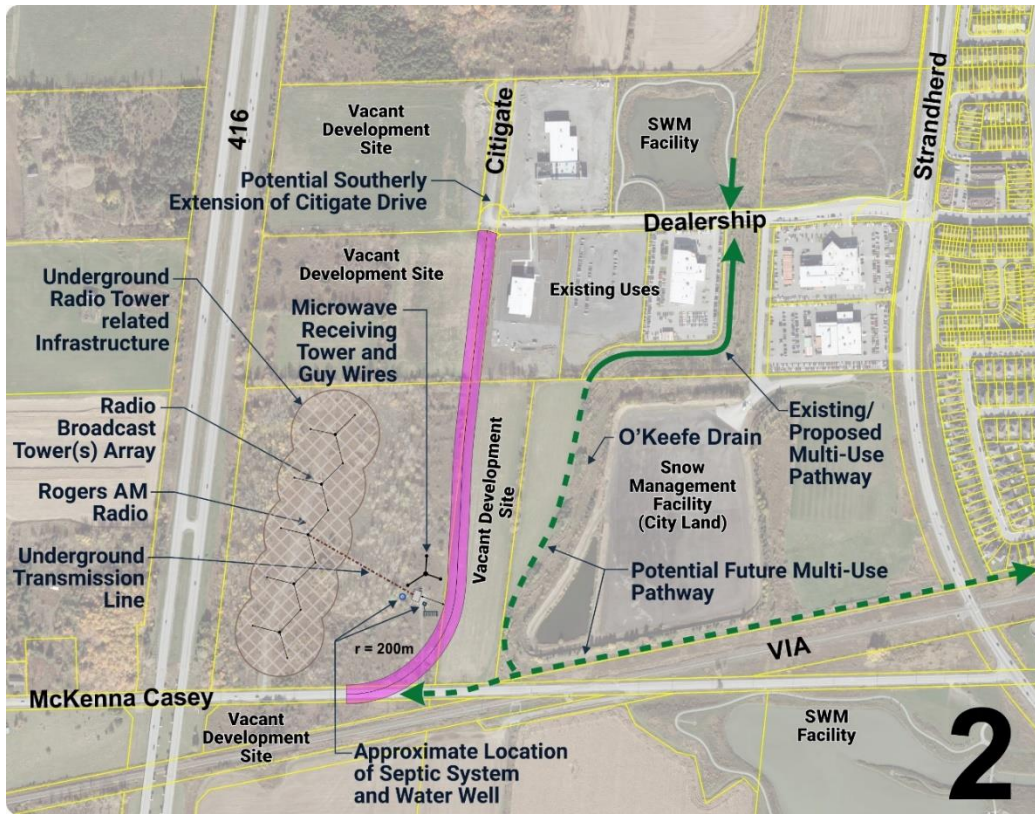 416
Vacant
Development
Site
Citigate
SWM
Facility
Strandherd
Potential Southerly
Extension of Citigate Drive
Dealership
Vacant
Development Site
Underground
Radio Tower
related
Infrastructure
Microwave
Receiving
Tower and
Guy Wires
Existing Uses
Radio
Broadcast
Tower(s) Array
O'Keefe Drain
Existing/
Proposed
Multi-Use
Pathway
Rogers AM
Radio
Snow
Management
Facility
(City Land)
Vacant Development
Site
Underground
Transmission
Line
Potential Future Multi-Use
Pathway
r = 200m
VIA
McKenna Casey
Vacant
Development
Site
Approximate Location
of Septic System
and Water Well
SWM
Facility
2